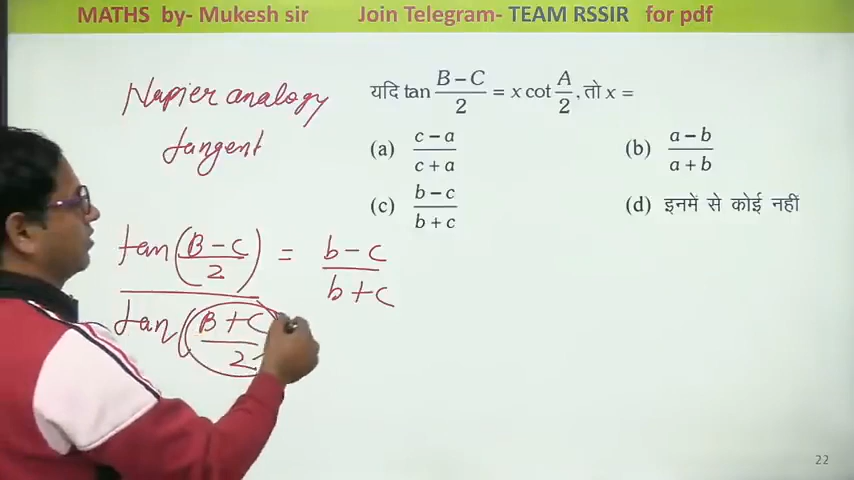 MATHS by- Mukesh sir Join Telegram- TEAM RSSIR for pdf
Napier analogy
tangent
tan(B-C/2) / tan(B+C/2) = b-c/b+c
यदि tan B-C/2 = x cot A/2, तो x =
(a) c-a/c+a (b) a-b/a+b
(c) b-c/b+c (d) इनमें से कोई नहीं
22